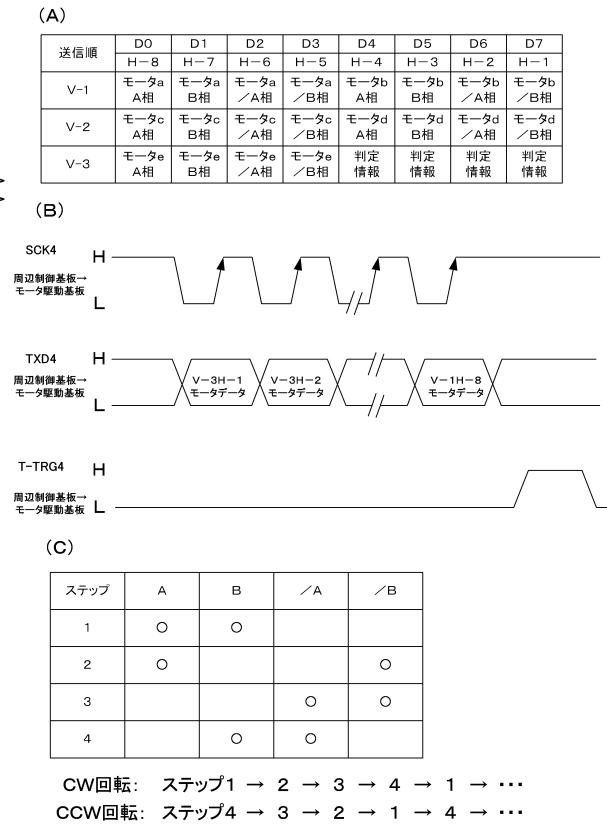 (A)
送信順 D0 D1 D2 D3 D4 D5 D6 D7
H-8 H-7 H-6 H-5 H-4 H-3 H-2 H-1
V-1 モータa A相 モータa B相 モータa /A相 モータa /B相 モータb A相 モータb B相 モータb /A相 モータb /B相
V-2 モータc A相 モータc B相 モータc /A相 モータc /B相 モータd A相 モータd B相 モータd /A相 モータd /B相
V-3 モータe A相 モータe B相 モータe /A相 モータe /B相 判定情報 判定情報 判定情報 判定情報
(B)
SCK4 H
周辺制御基板→
モータ駆動基板 L
TXD4 H
周辺制御基板→
モータ駆動基板 L
V-3H-1 モータデータ V-3H-2 モータデータ V-1H-8 モータデータ
T-TRG4 H
周辺制御基板→
モータ駆動基板 L
(C)
ステップ A B /A /B
1 ○ ○
2 ○ ○
3 ○ ○
4 ○ ○
CW回転: ステップ1 → 2 → 3 → 4 → 1 → ・・・
CCW回転: ステップ4 → 3 → 2 → 1 → 4 → ・・・